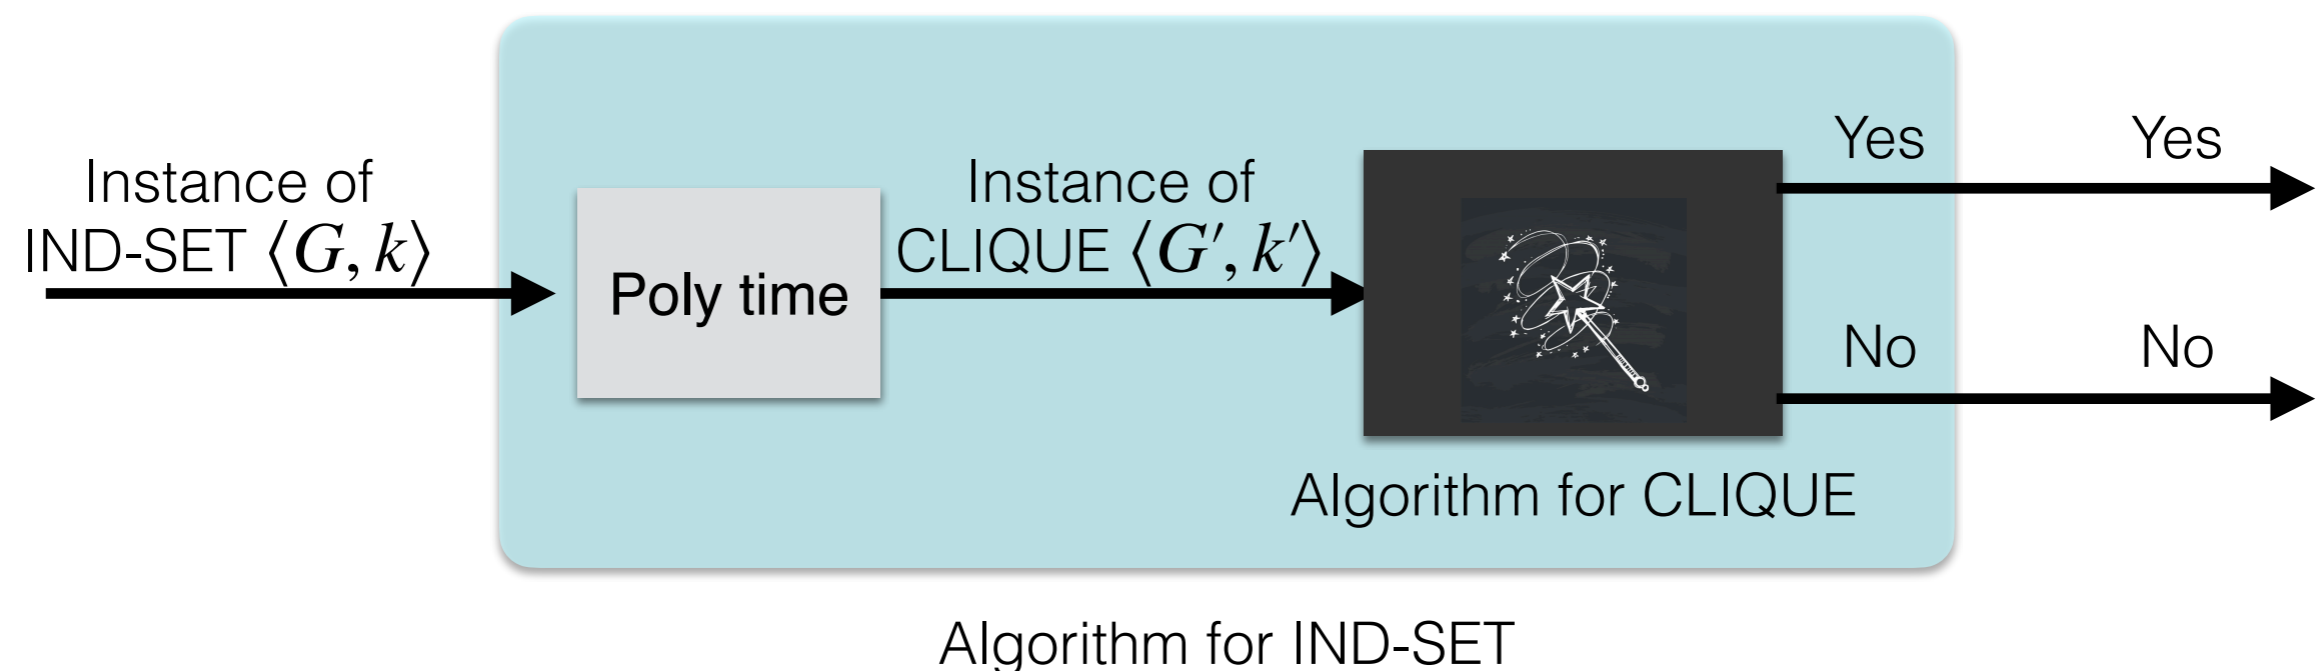 Instance of
IND-SET ⟨G, k⟩
Poly time
Instance of
CLIQUE ⟨G′, k′⟩
Yes
Yes
No
No
Algorithm for CLIQUE
Algorithm for IND-SET